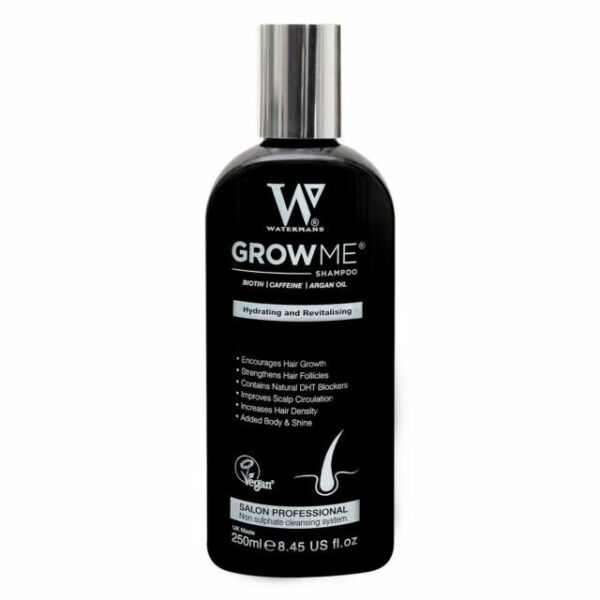 W®
WATERMANS
GROWME®
SHAMPOO
BIOTIN | CAFFEINE | ARGAN OIL
Hydrating and Revitalising
• Encourages Hair Growth
• Strengthens Hair Follicles
• Contains Natural DHT Blockers
• Improves Scalp Circulation
• Increases Hair Density
• Added Body & Shine
Vegan®
SALON PROFESSIONAL
Non sulphate cleansing system
UK Made
250ml℮8.45 US fl.oz